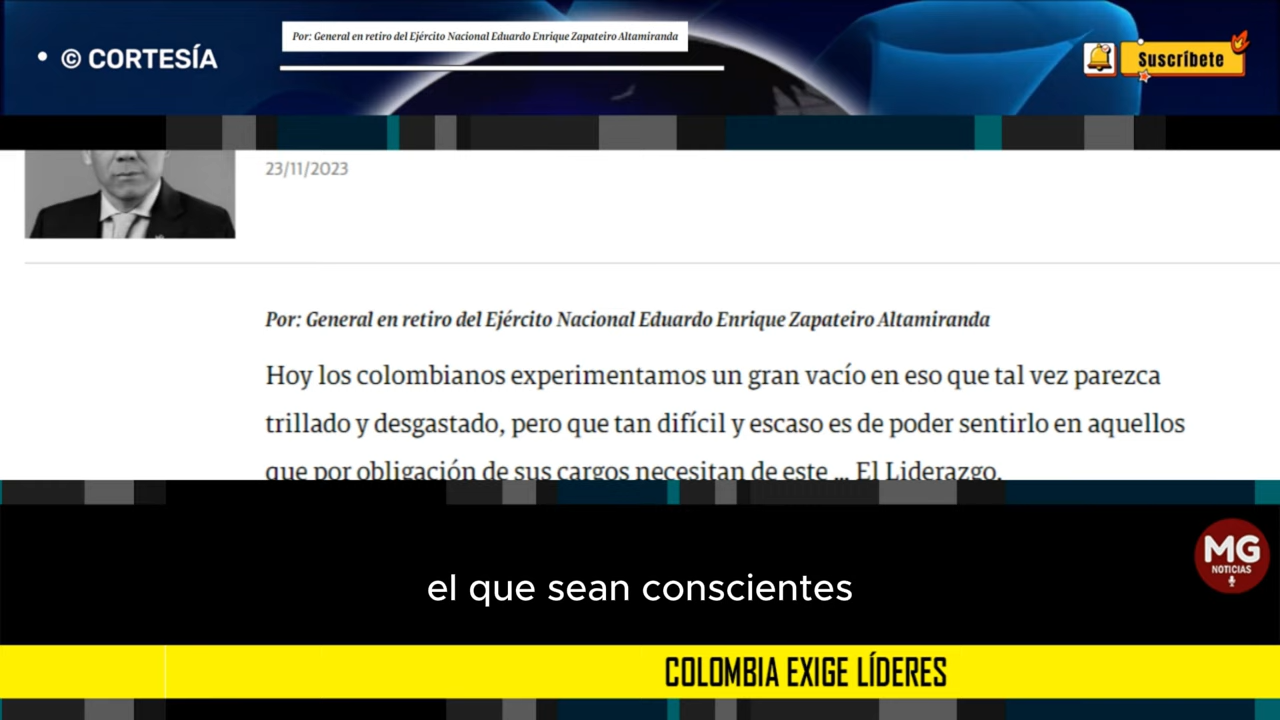 • © CORTESÍA
Por: General en retiro del Ejército Nacional Eduardo Enrique Zapateiro Altamiranda
Suscríbete
23/11/2023
Por: General en retiro del Ejército Nacional Eduardo Enrique Zapateiro Altamiranda
Hoy los colombianos experimentamos un gran vacío en eso que tal vez parezca
trillado y desgastado, pero que tan difícil y escaso es de poder sentirlo en aquellos
que por obligación de sus cargos necesitan de este ... El Liderazgo.
MG
NOTICIAS
el que sean conscientes
COLOMBIA EXIGE LÍDERES